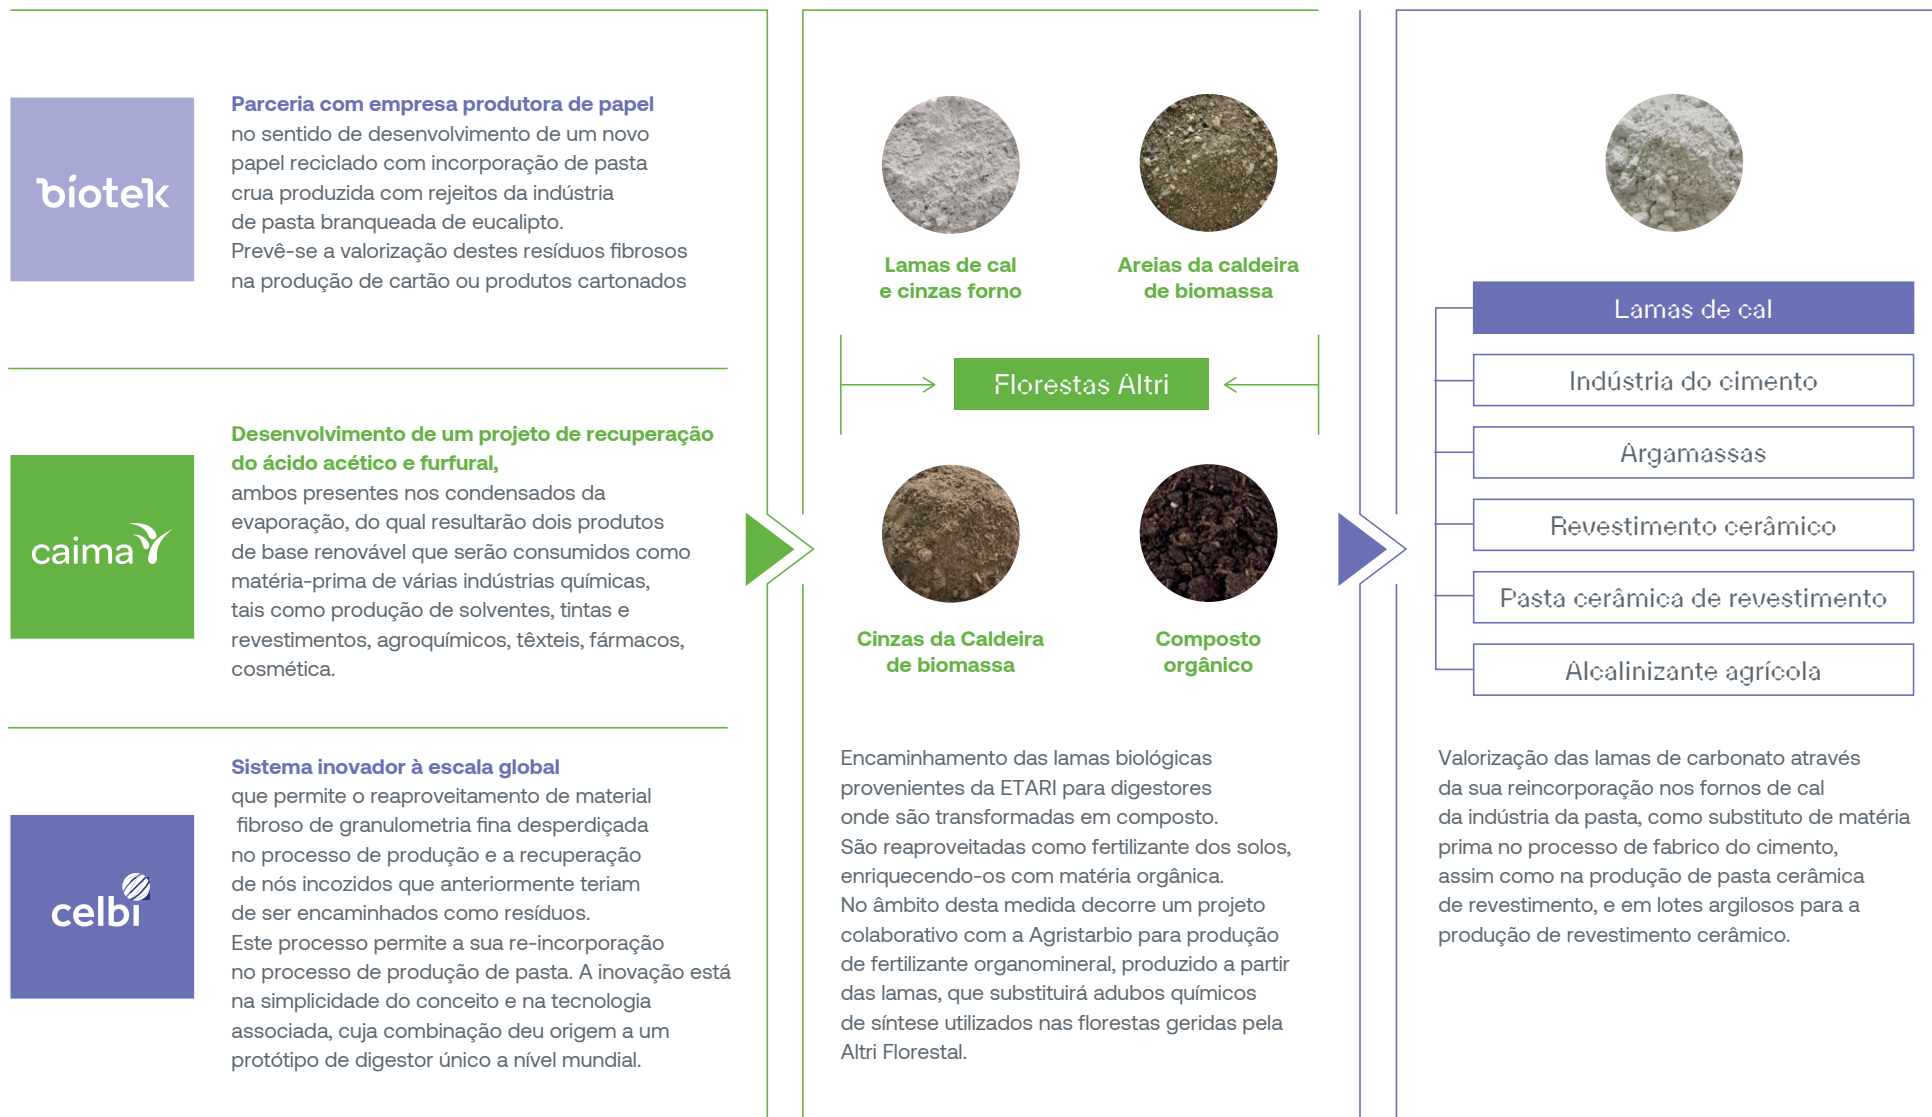 biotek
Parceria com empresa produtora de papel
no sentido de desenvolvimento de um novo
papel reciclado com incorporação de pasta
crua produzida com rejeitos da indústria
de pasta branqueada de eucalipto.
Prevê-se a valorização destes resíduos fibrosos
na produção de cartão ou produtos cartonados
caima
Desenvolvimento de um projeto de recuperação
do ácido acético e furfural,
ambos presentes nos condensados da
evaporação, do qual resultarão dois produtos
de base renovável que serão consumidos como
matéria-prima de várias indústrias químicas,
tais como produção de solventes, tintas e
revestimentos, agroquímicos, têxteis, fármacos,
cosmética.
celbi
Sistema inovador à escala global
que permite o reaproveitamento de material
fibroso de granulometria fina desperdiçada
no processo de produção e a recuperação
de nós incozidos que anteriormente teriam
de ser encaminhados como resíduos.
Este processo permite a sua re-incorporação
no processo de produção de pasta. A inovação está
na simplicidade do conceito e na tecnologia
associada, cuja combinação deu origem a um
protótipo de digestor único a nível mundial.
Lamas de cal
e cinzas forno
Areias da caldeira
de biomassa
Florestas Altri
Cinzas da Caldeira
de biomassa
Composto
orgânico
Encaminhamento das lamas biológicas
provenientes da ETARI para digestores
onde são transformadas em composto.
São reaproveitadas como fertilizante dos solos,
enriquecendo-os com matéria orgânica.
No âmbito desta medida decorre um projeto
colaborativo com a Agristarbio para produção
de fertilizante organomineral, produzido a partir
das lamas, que substituirá adubos químicos
de síntese utilizados nas florestas geridas pela
Altri Florestal.
Lamas de cal
Indústria do cimento
Argamassas
Revestimento cerâmico
Pasta cerâmica de revestimento
Alcalinizante agrícola
Valorização das lamas de carbonato através
da sua reincorporação nos fornos de cal
da indústria da pasta, como substituto de matéria
prima no processo de fabrico do cimento,
assim como na produção de pasta cerâmica
de revestimento, e em lotes argilosos para a
produção de revestimento cerâmico.